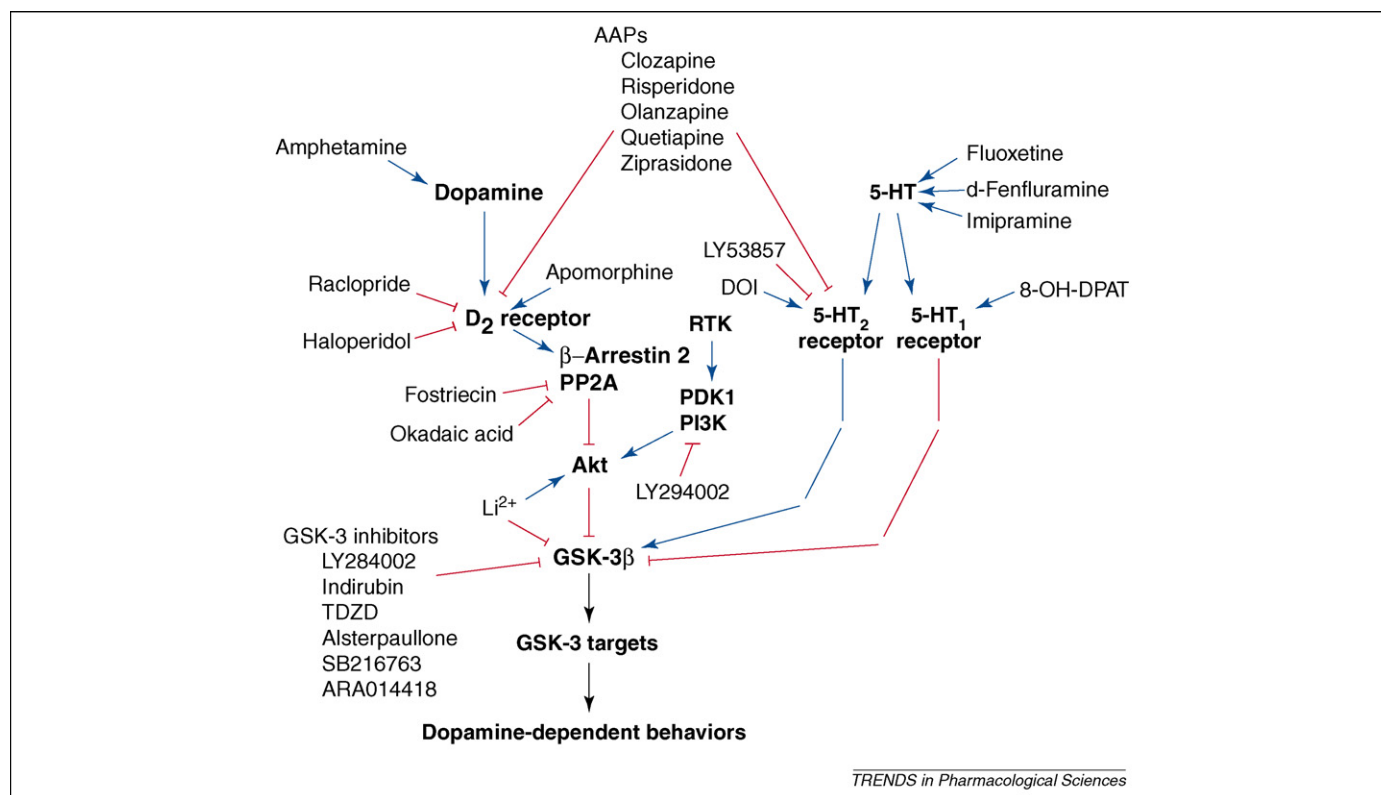 AAPs
Clozapine
Risperidone
Olanzapine
Quetiapine
Ziprasidone
Amphetamine
Dopamine
Fluoxetine
5-HT
d-Fenfluramine
Imipramine
LY53857
Raclopride
Apomorphine
DOI
8-OH-DPAT
D2 receptor
Haloperidol
RTK
5-HT2
receptor
5-HT1
receptor
β–Arrestin 2
PP2A
Fostriecin
PDK1
PI3K
Okadaic acid
Akt
LY294002
Li2+
GSK-3 inhibitors
LY284002
Indirubin
TDZD
Alsterpaullone
SB216763
ARA014418
GSK-3β
GSK-3 targets
Dopamine-dependent behaviors
TRENDS in Pharmacological Sciences